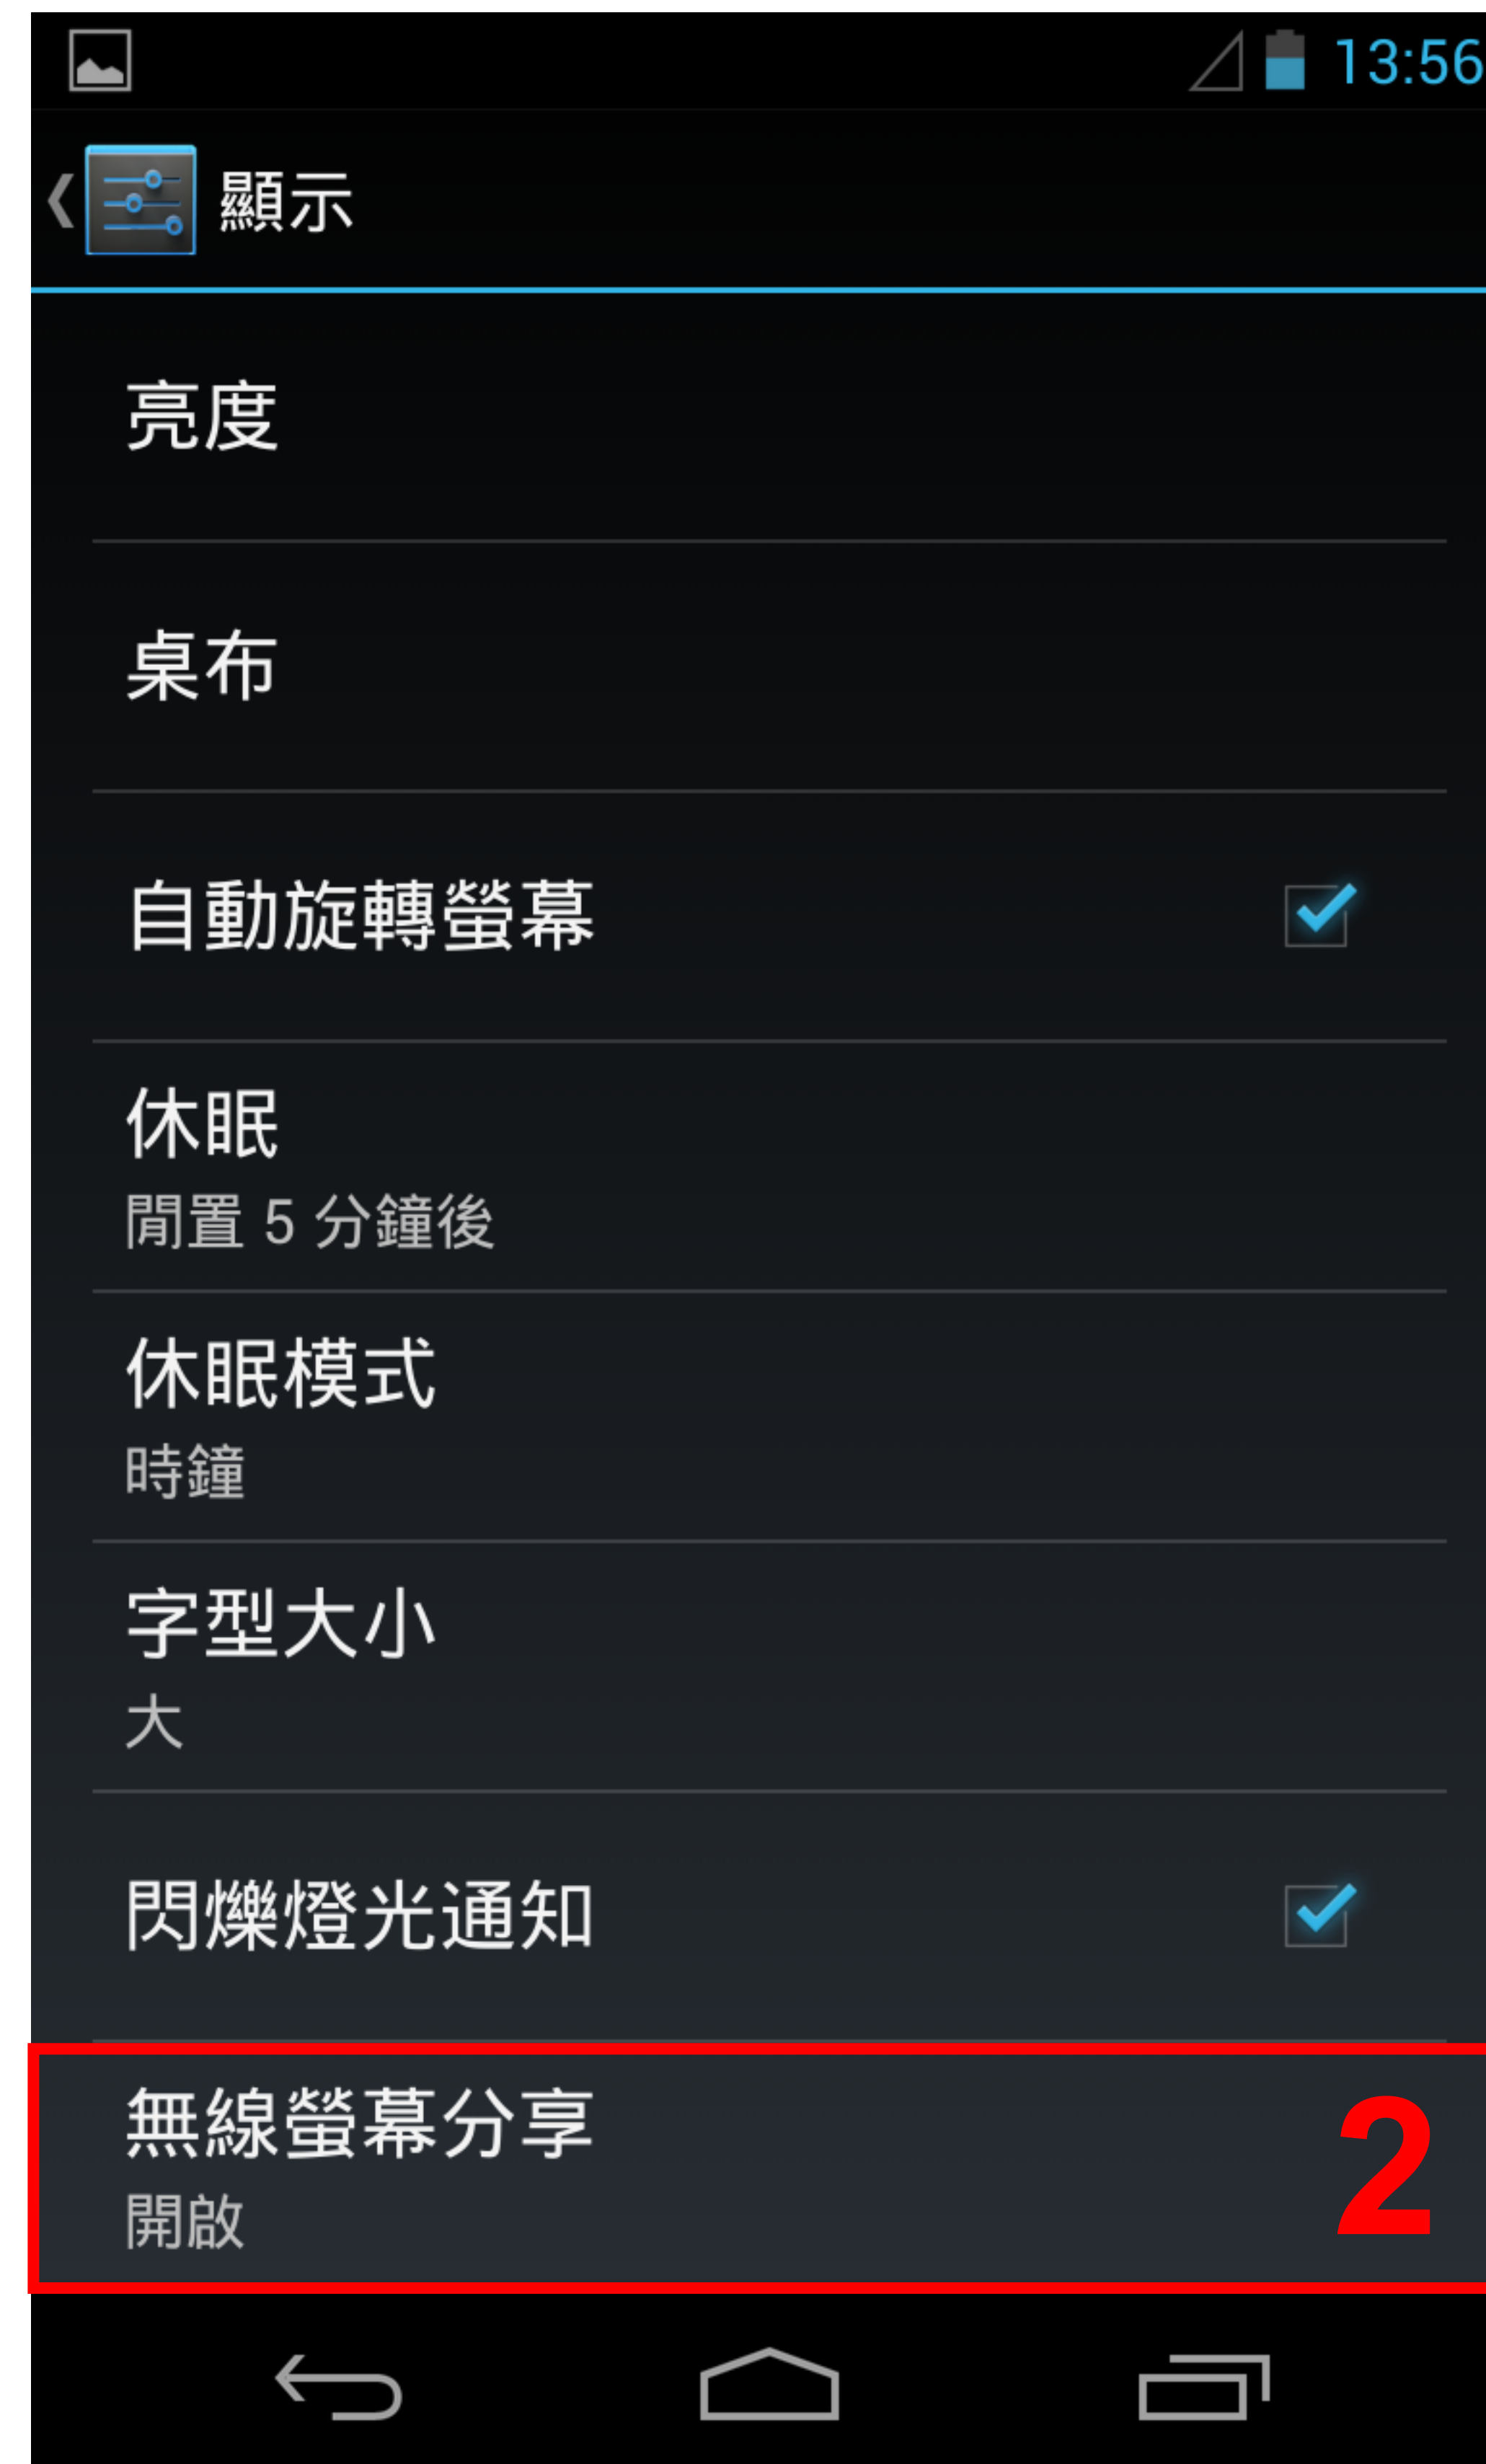 13:56
顯示
亮度
桌布
自動旋轉螢幕
休眠
閒置 5 分鐘後
休眠模式
時鐘
字型大小
大
閃爍燈光通知
無線螢幕分享
2
開啟